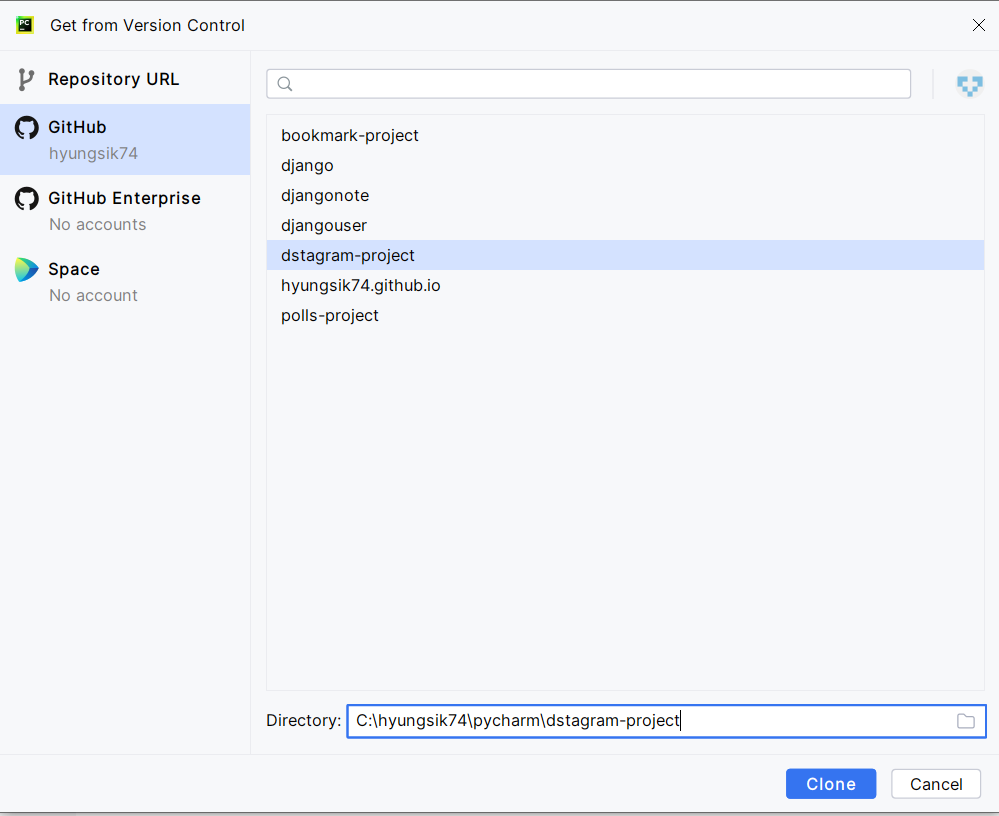 Get from Version Control
Repository URL
GitHub
hyungsik74
GitHub Enterprise
No accounts
Space
No account
bookmark-project
django
djangonote
djangouser
dstagram-project
hyungsik74.github.io
polls-project
Directory: C:\hyungsik74\pycharm\dstagram-project
Clone Cancel